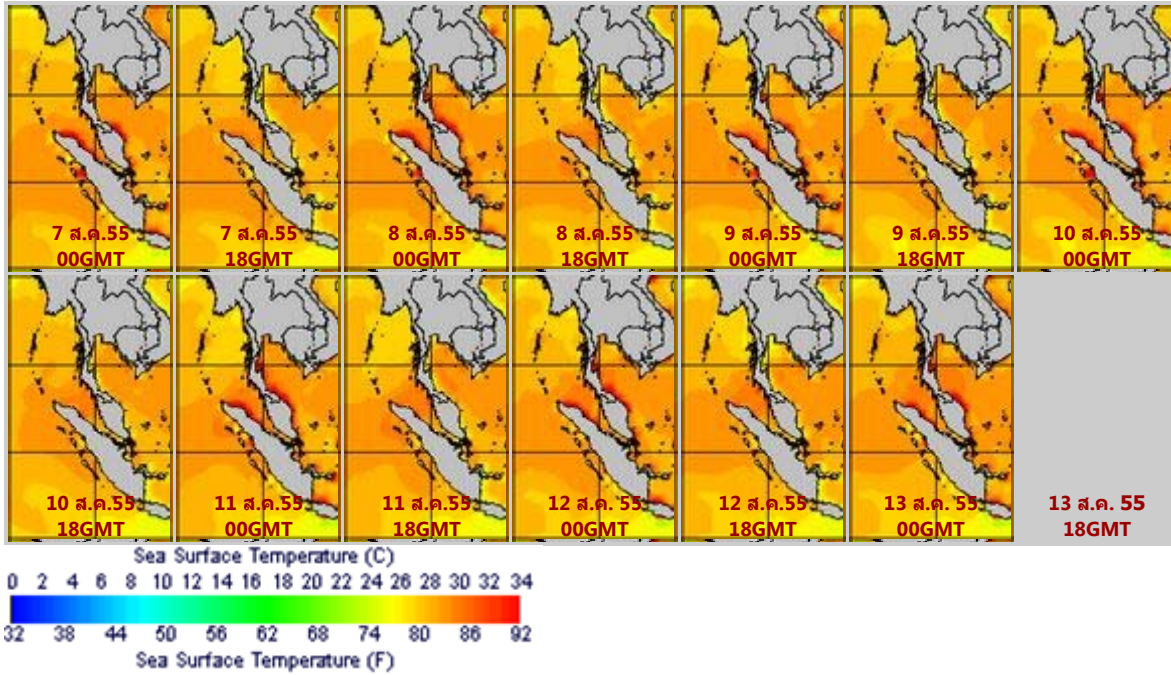 7 ส.ค.55
00GMT
7 ส.ค.55
18GMT
8 ส.ค.55
00GMT
8 ส.ค.55
18GMT
9 ส.ค.55
00GMT
9 ส.ค.55
18GMT
10 ส.ค.55
00GMT
10 ส.ค.55
18GMT
11 ส.ค.55
00GMT
11 ส.ค.55
18GMT
12 ส.ค. 55
00GMT
12 ส.ค.55
18GMT
13 ส.ค. 55
00GMT
13 ส.ค. 55
18GMT
Sea Surface Temperature (C)
0 2 4 6 8 10 12 14 16 18 20 22 24 26 28 30 32 34
32 38 44 50 56 62 68 74 80 86 92
Sea Surface Temperature (F)